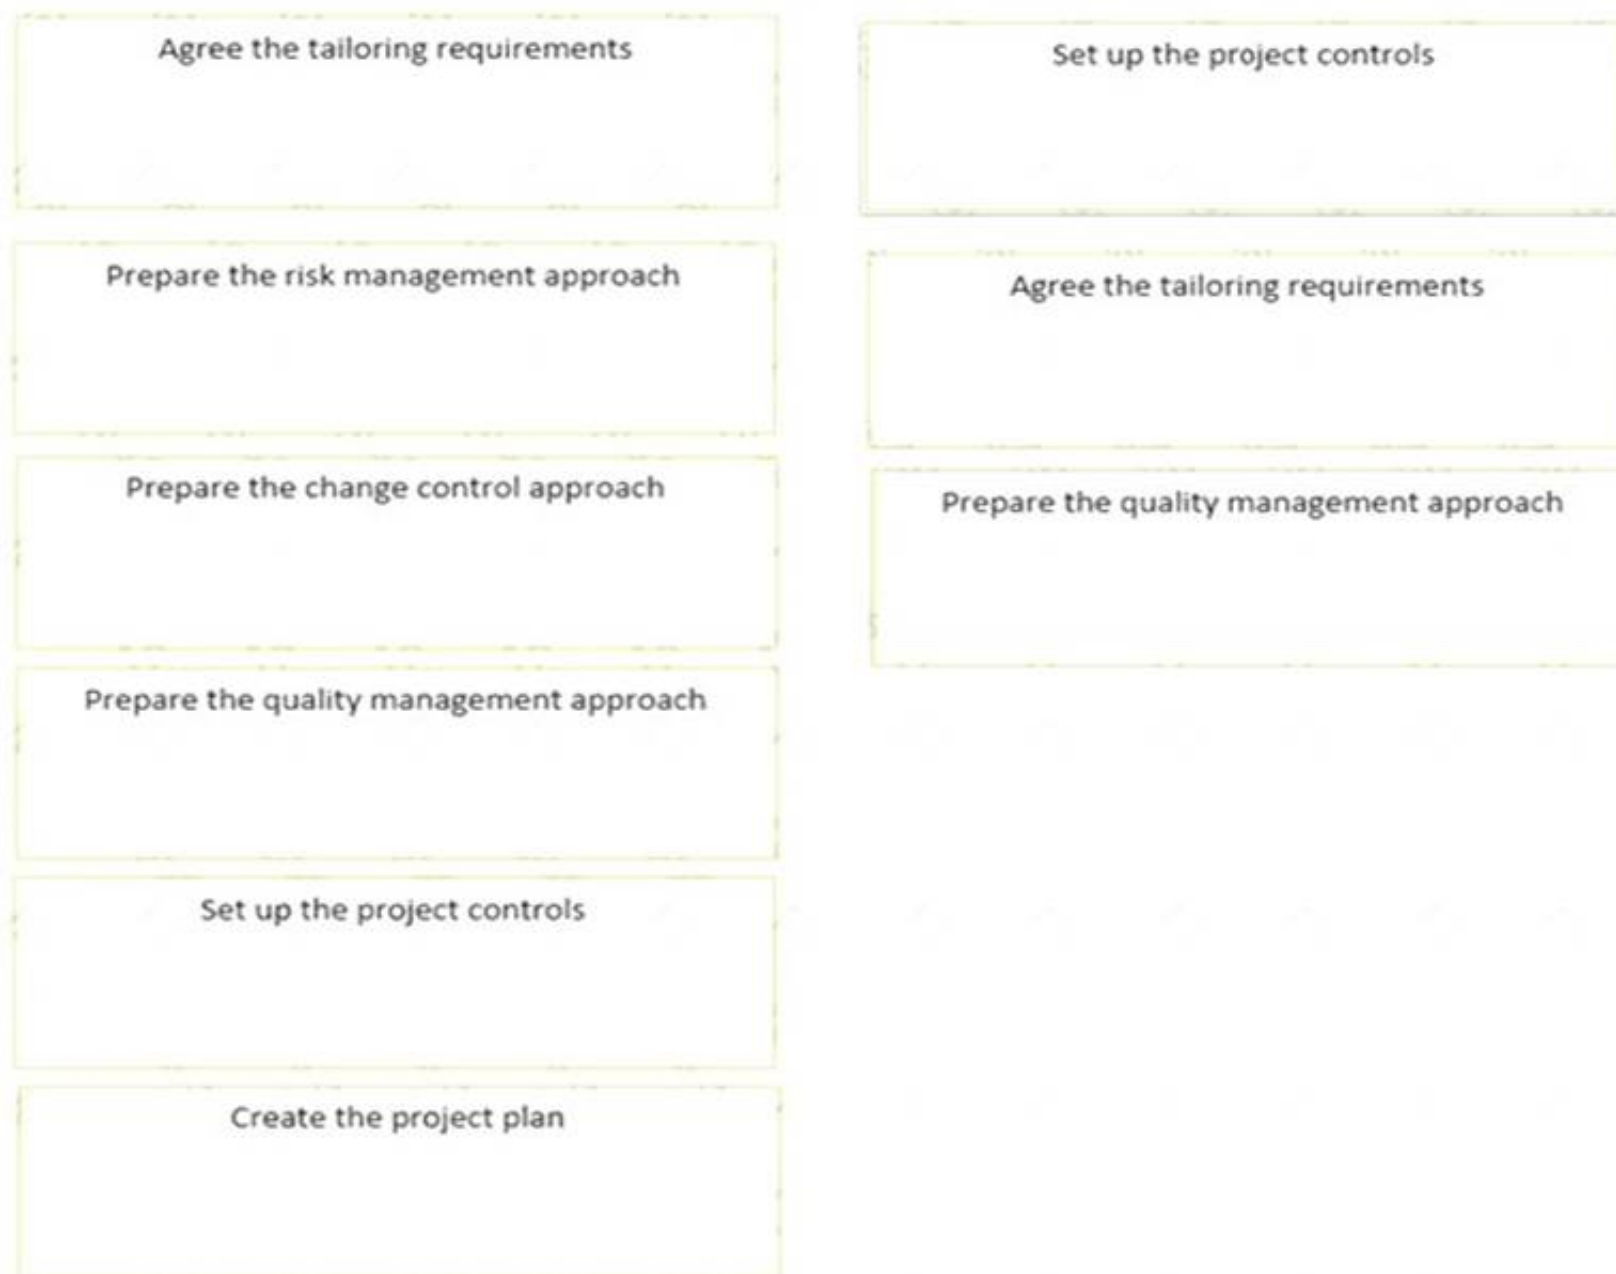 Agree the tailoring requirements
Prepare the risk management approach
Prepare the change control approach
Prepare the quality management approach
Set up the project controls
Create the project plan
Set up the project controls
Agree the tailoring requirements
Prepare the quality management approach